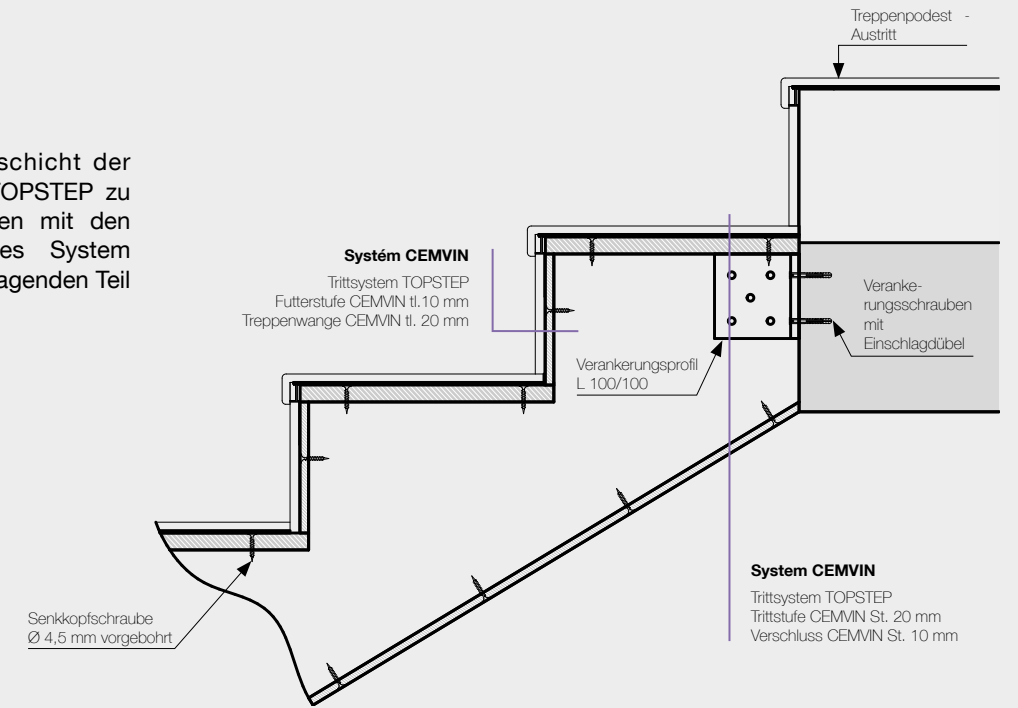 Treppenpodest -
Austritt
schicht der
TOPSTEP zu
en mit den
es System
agenden Teil
Systém CEMVIN
Trittsystem TOPSTEP
Futterstufe CEMVIN tl.10 mm
Treppenwange CEMVIN tl. 20 mm
Veranke-
rungsschrauben
mit
Einschlagdübel
Verankerungsprofil
L 100/100
System CEMVIN
Trittsystem TOPSTEP
Trittstufe CEMVIN St. 20 mm
Verschluss CEMVIN St. 10 mm
Senkkopfschraube
Ø 4,5 mm vorgebohrt